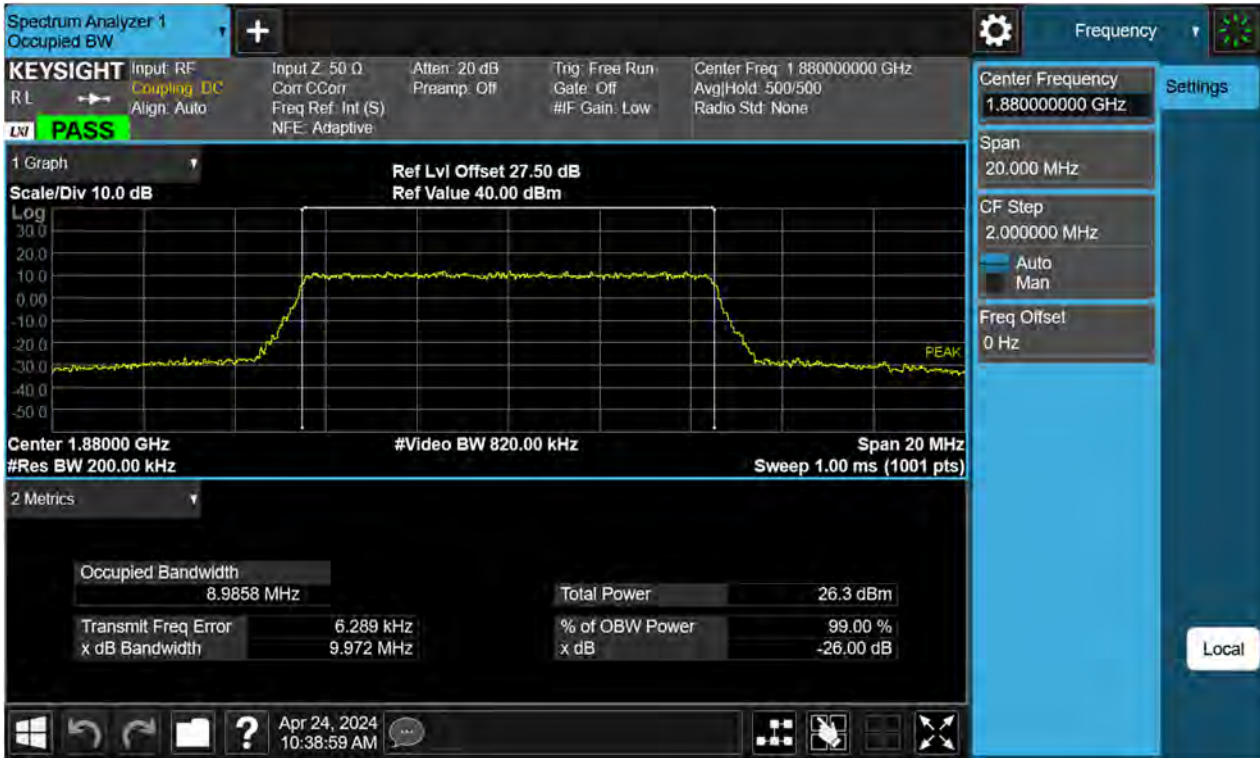 Spectrum Analyzer 1
Occupied BW
+
Frequency
KEYSIGHT
R L
LXI
PASS
Input: RF
Coupling: DC
Align: Auto
Input Z: 50 Ω
Corr CCorr
Freq Ref: Int (S)
NFE: Adaptive
Atten: 20 dB
Preamp: Off
Trig: Free Run
Gate: Off
#IF Gain: Low
Center Freq: 1.880000000 GHz
Avg|Hold: 500/500
Radio Std: None
1 Graph
Scale/Div 10.0 dB
Ref Lvl Offset 27.50 dB
Ref Value 40.00 dBm
Log
30.0
20.0
10.0
0.00
-10.0
-20.0
-30.0
-40.0
-50.0
PEAK
Center 1.88000 GHz
#Video BW 820.00 kHz
Span 20 MHz
#Res BW 200.00 kHz
Sweep 1.00 ms (1001 pts)
2 Metrics
Occupied Bandwidth
8.9858 MHz
Total Power 26.3 dBm
Transmit Freq Error 6.289 kHz
% of OBW Power 99.00 %
x dB Bandwidth 9.972 MHz
x dB -26.00 dB
?
Apr 24, 2024
10:38:59 AM
Center Frequency
1.880000000 GHz
Span
20.000 MHz
CF Step
2.000000 MHz
Auto
Man
Freq Offset
0 Hz
Settings
Local